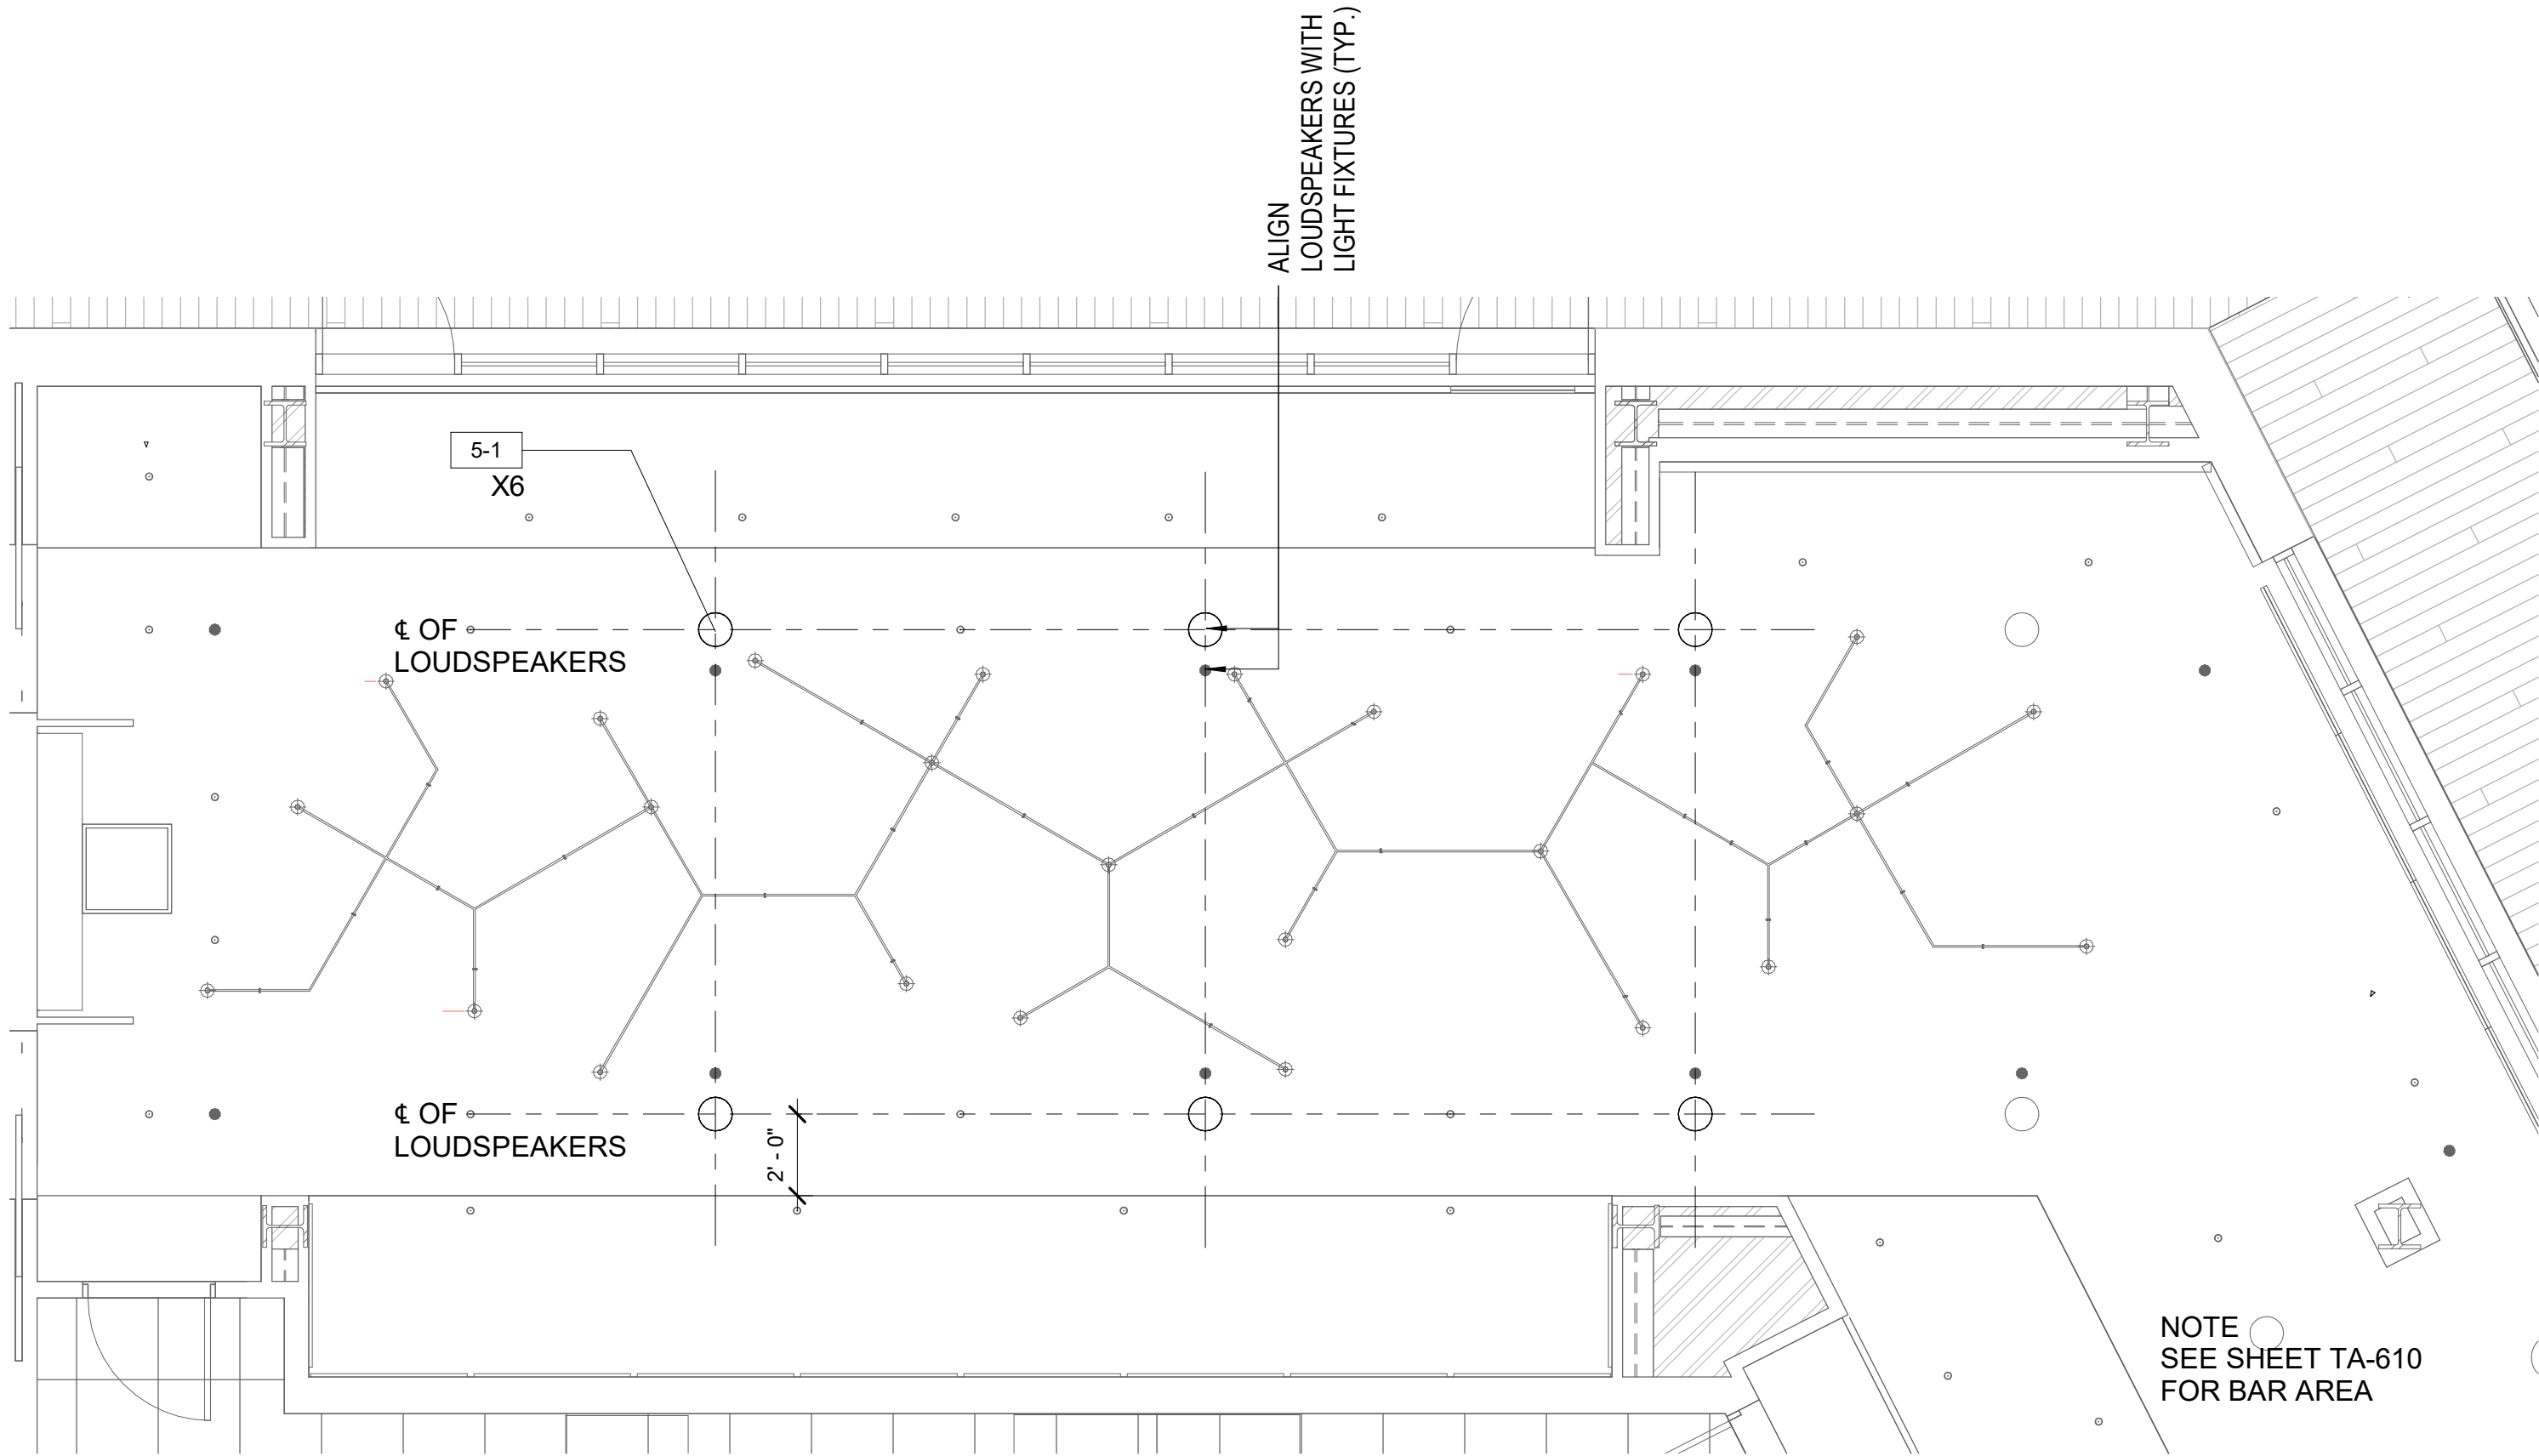 ALIGN
LOUDSPEAKERS WITH
LIGHT FIXTURES (TYP.)
5-1
X6
℄ OF
LOUDSPEAKERS
℄ OF
LOUDSPEAKERS
2' - 0"
NOTE
SEE SHEET TA-610
FOR BAR AREA